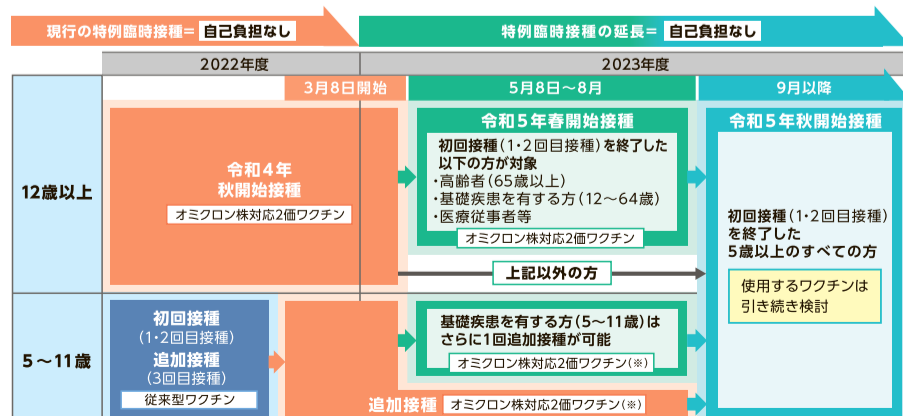 現行の特例臨時接種= 自己負担なし
特例臨時接種の延長= 自己負担なし
2022年度
2023年度
3月8日開始
5月8日～8月
9月以降
12歳以上
令和4年
秋開始接種
オミクロン株対応2価ワクチン
令和5年春開始接種
初回接種(1・2回目接種)を終了した
以下の方が対象
・高齢者(65歳以上)
・基礎疾患を有する方(12～64歳)
・医療従事者等
オミクロン株対応2価ワクチン
上記以外の方
令和5年秋開始接種
初回接種(1・2回目接種)
を終了した
5歳以上のすべての方
使用するワクチンは
引き続き検討
5～11歳
初回接種
(1・2回目接種)
追加接種
(3回目接種)
従来型ワクチン
基礎疾患を有する方(5～11歳)は
さらに1回追加接種が可能
オミクロン株対応2価ワクチン(※)
追加接種 オミクロン株対応2価ワクチン(※)